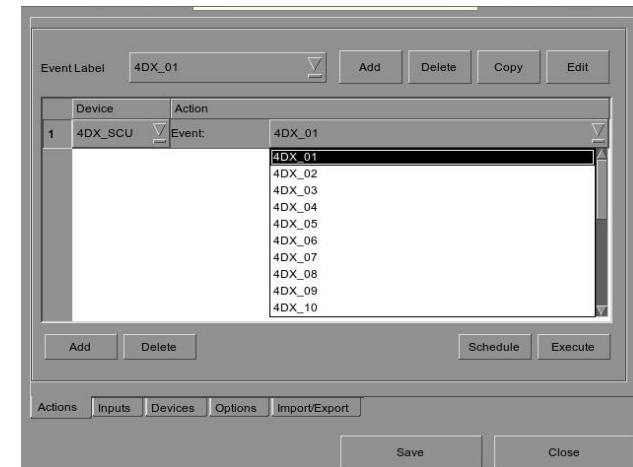 Event Label 4DX_01 Add Delete Copy Edit
Device Action
1 4DX_SCU Event: 4DX_01
4DX_01
4DX_02
4DX_03
4DX_04
4DX_05
4DX_06
4DX_07
4DX_08
4DX_09
4DX_10
Add Delete Schedule Execute
Actions Inputs Devices Options Import/Export
Save Close